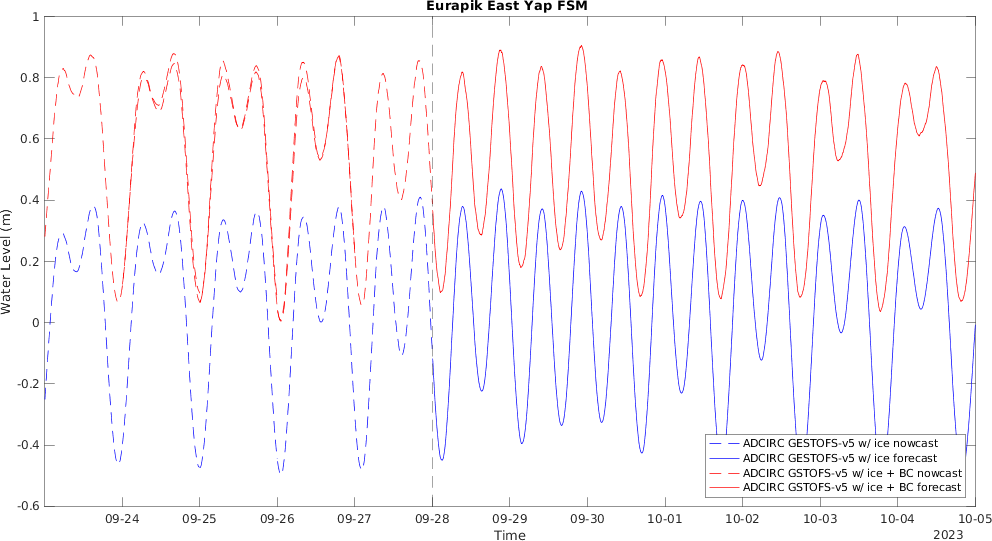 Eurapik East Yap FSM
1
0.8
0.6
0.4
0.2
0
-0.2
-0.4
-0.6
Water Level (m)
ADCIRC GESTOFS-v5 w/ ice nowcast
ADCIRC GESTOFS-v5 w/ ice forecast
ADCIRC GSTOFS-v5 w/ ice + BC nowcast
ADCIRC GSTOFS-v5 w/ ice + BC forecast
09-24 09-25 09-26 09-27 09-28 09-29 09-30 10-01 10-02 10-03 10-04 10-05
Time
2023